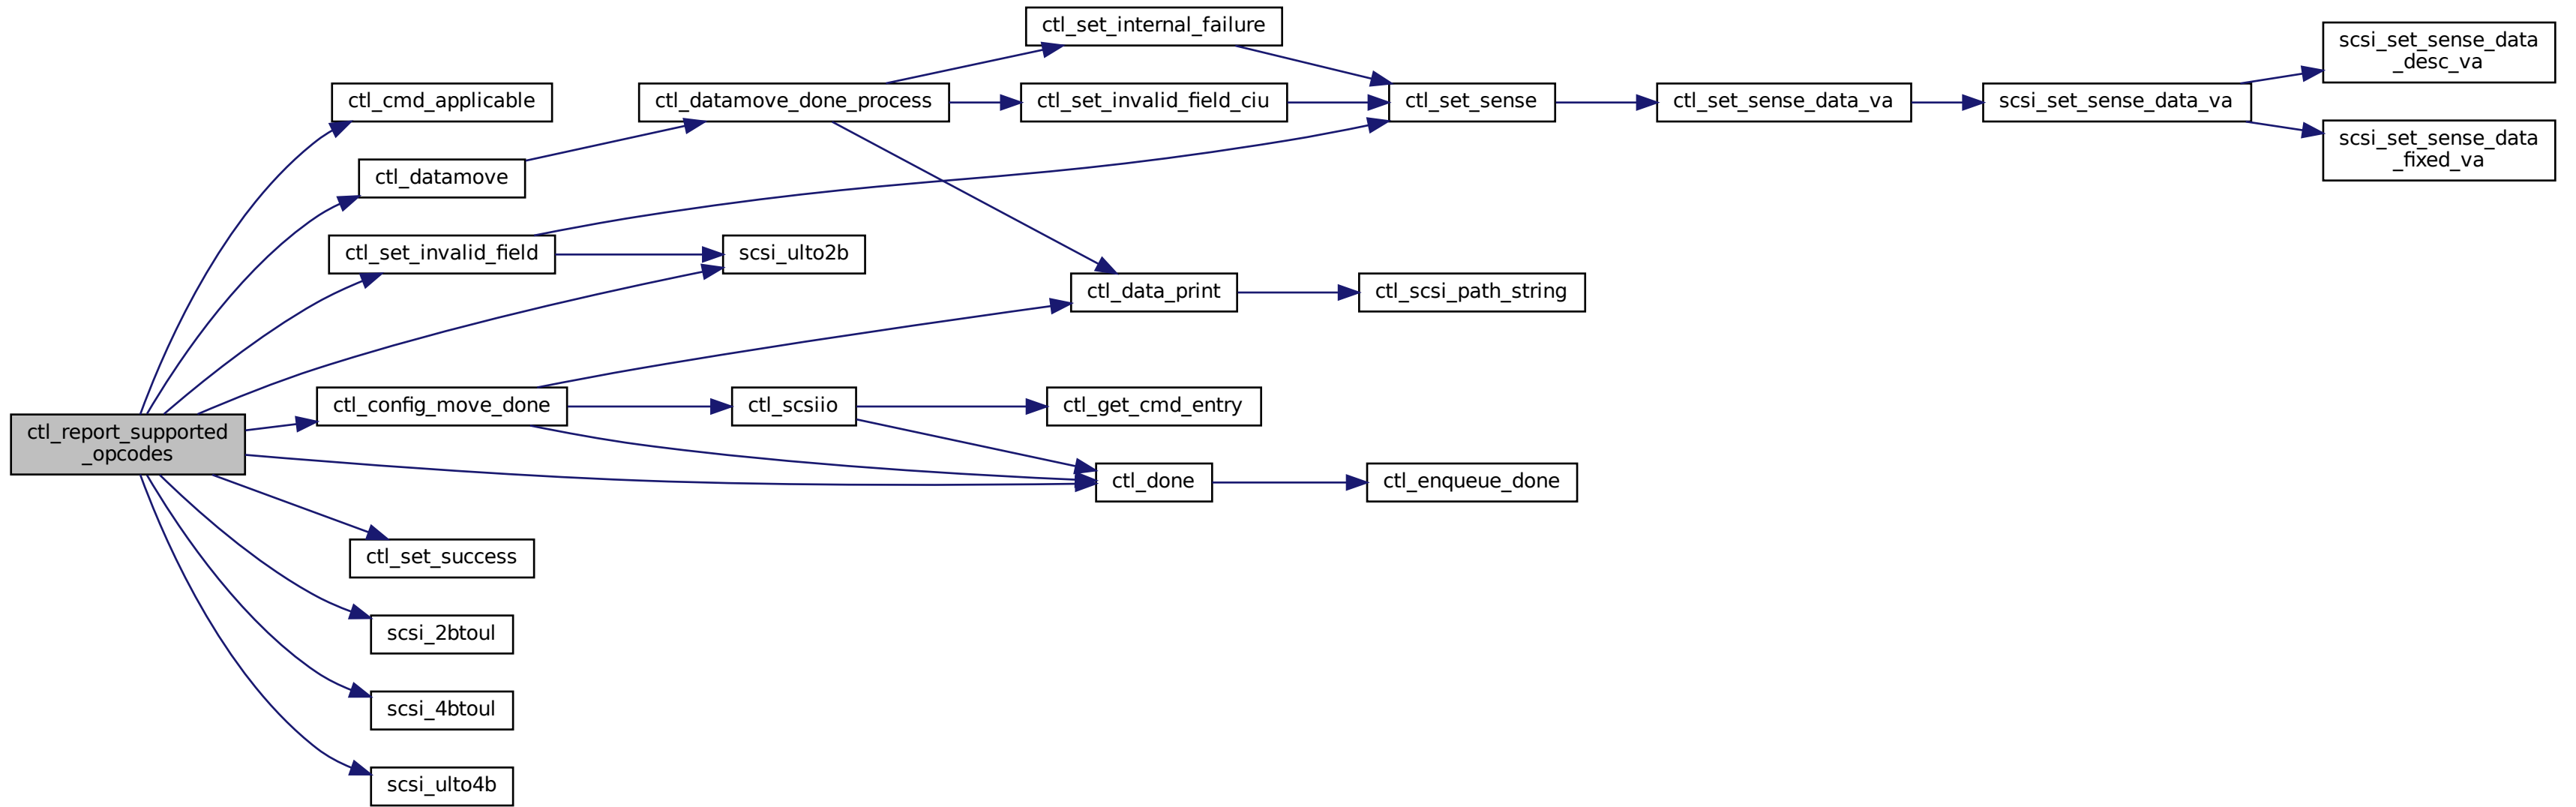 ctl_report_supported
_opcodes
ctl_cmd_applicable
ctl_datamove
ctl_set_invalid_field
scsi_ulto2b
ctl_config_move_done
ctl_set_success
scsi_2btoul
scsi_4btoul
scsi_ulto4b
ctl_datamove_done_process
ctl_scsiio
ctl_set_internal_failure
ctl_set_invalid_field_ciu
ctl_data_print
ctl_get_cmd_entry
ctl_done
ctl_set_sense
ctl_scsi_path_string
ctl_enqueue_done
ctl_set_sense_data_va
scsi_set_sense_data_va
scsi_set_sense_data
_desc_va
scsi_set_sense_data
_fixed_va